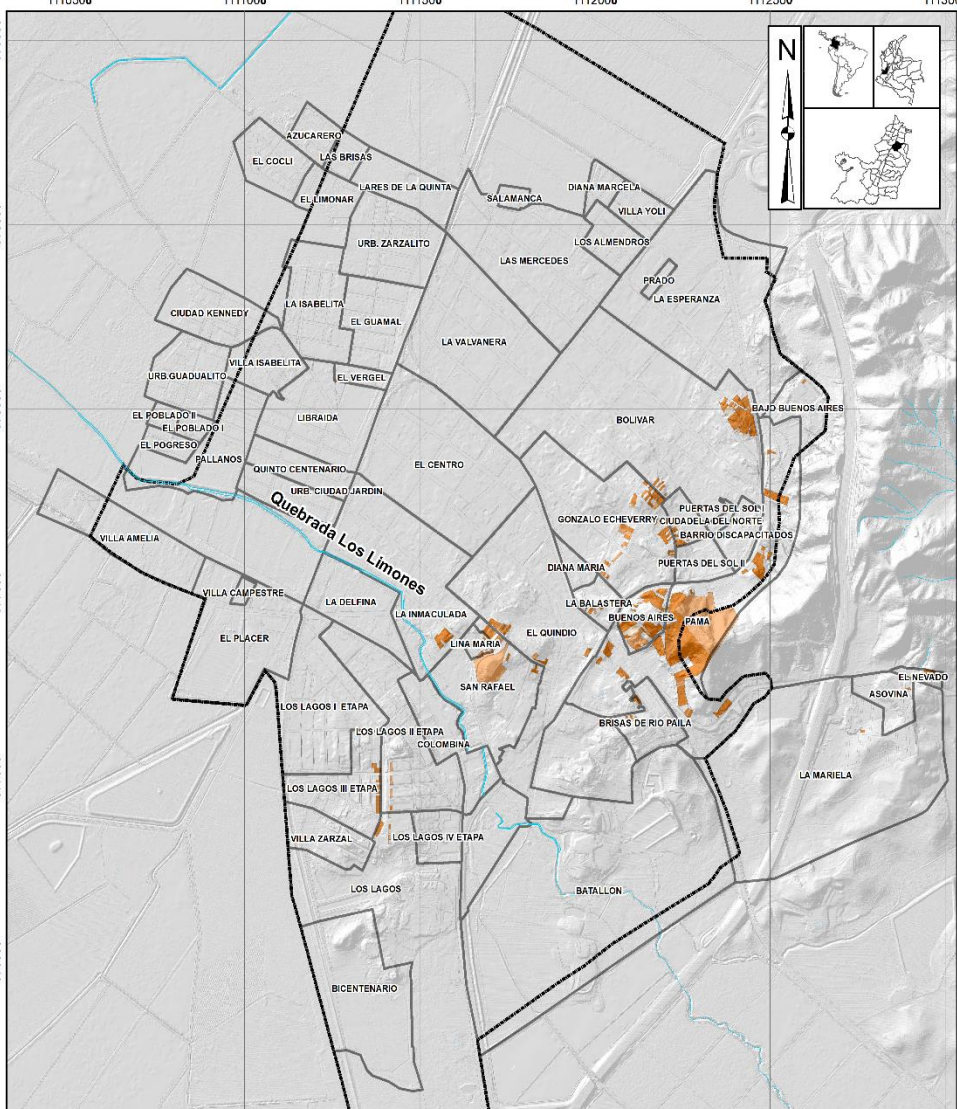 1111000
1111500
1112000
1112500
N
AZUCARERO
EL COCLI
LAS BRISAS
LARES DE LA QUINTA
EL LIMONAR
SALAMANCA
DIANA MARCELA
VILLA YOLI
URB. ZARZALITO
LOS ALMENDROS
LAS MERCEDES
PRADO
LA ESPERANZA
LA ISABELITA
CIUDAD KENNEDY
EL GUAMAL
LA VALVANERA
VILLA ISABELITA
URB.GUADUALITO
EL VERGEL
BAJO BUENOS AIRES
EL POBLADO II
LIBRAIDA
BOLIVAR
EL POBLADO I
EL POGRESO
PALLANOS
QUINTO CENTENARIO
EL CENTRO
URB. CIUDAD JARDIN
Quebrada Los Limones
PUERTAS DEL SOL I
GONZALO ECHEVERRY
CIUDADELA DEL NORTE
BARRIO DISCAPACITADOS
VILLA AMELIA
PUERTAS DEL SOL II
DIANA MARIA
VILLA CAMPESTRE
LA DELFINA
LA BALASTERA
LA INMACULADA
BUENOS AIRES
PAMA
EL PLACER
EL QUINDIO
LINA MARIA
SAN RAFAEL
EL NEVADO
ASOVINA
LOS LAGOS I ETAPA
BRISAS DE RIO PAILA
LOS LAGOS II ETAPA
COLOMBINA
LA MARIELA
LOS LAGOS III ETAPA
VILLA ZARZAL
LOS LAGOS IV ETAPA
LOS LAGOS
BATALLON
BICENTENARIO